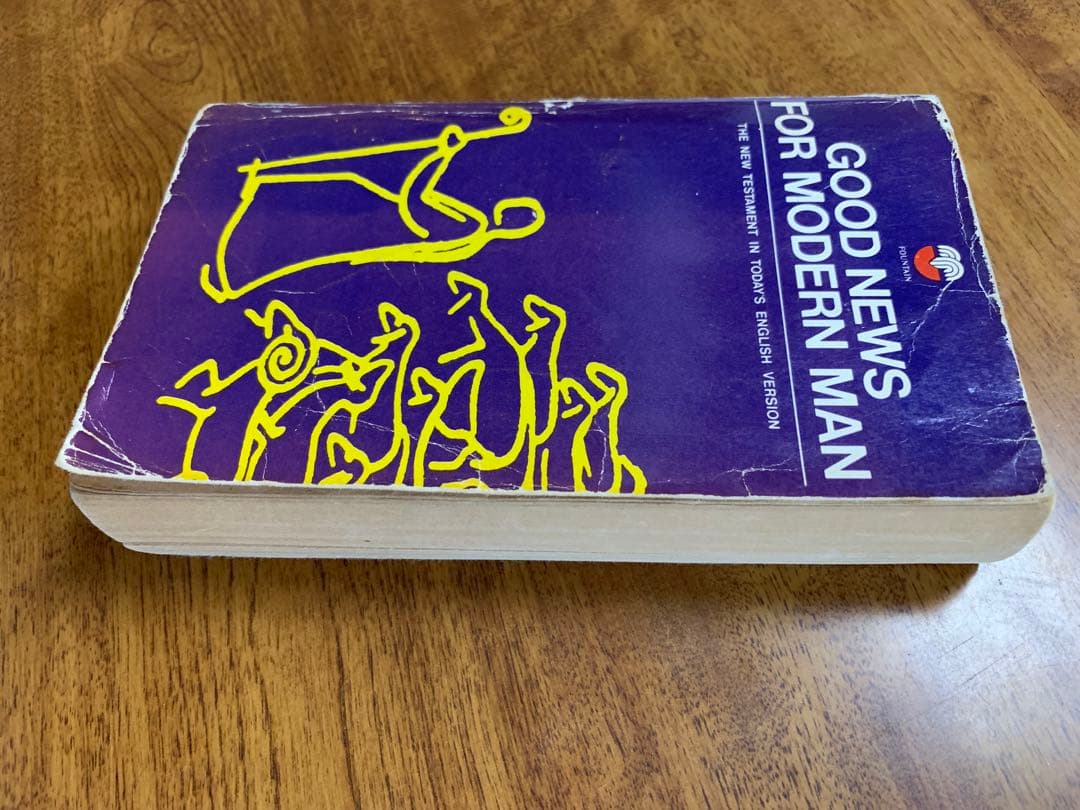 FOUNTAIN
GOOD NEWS
FOR MODERN MAN
THE NEW TESTAMENT IN TODAY'S ENGLISH VERSION